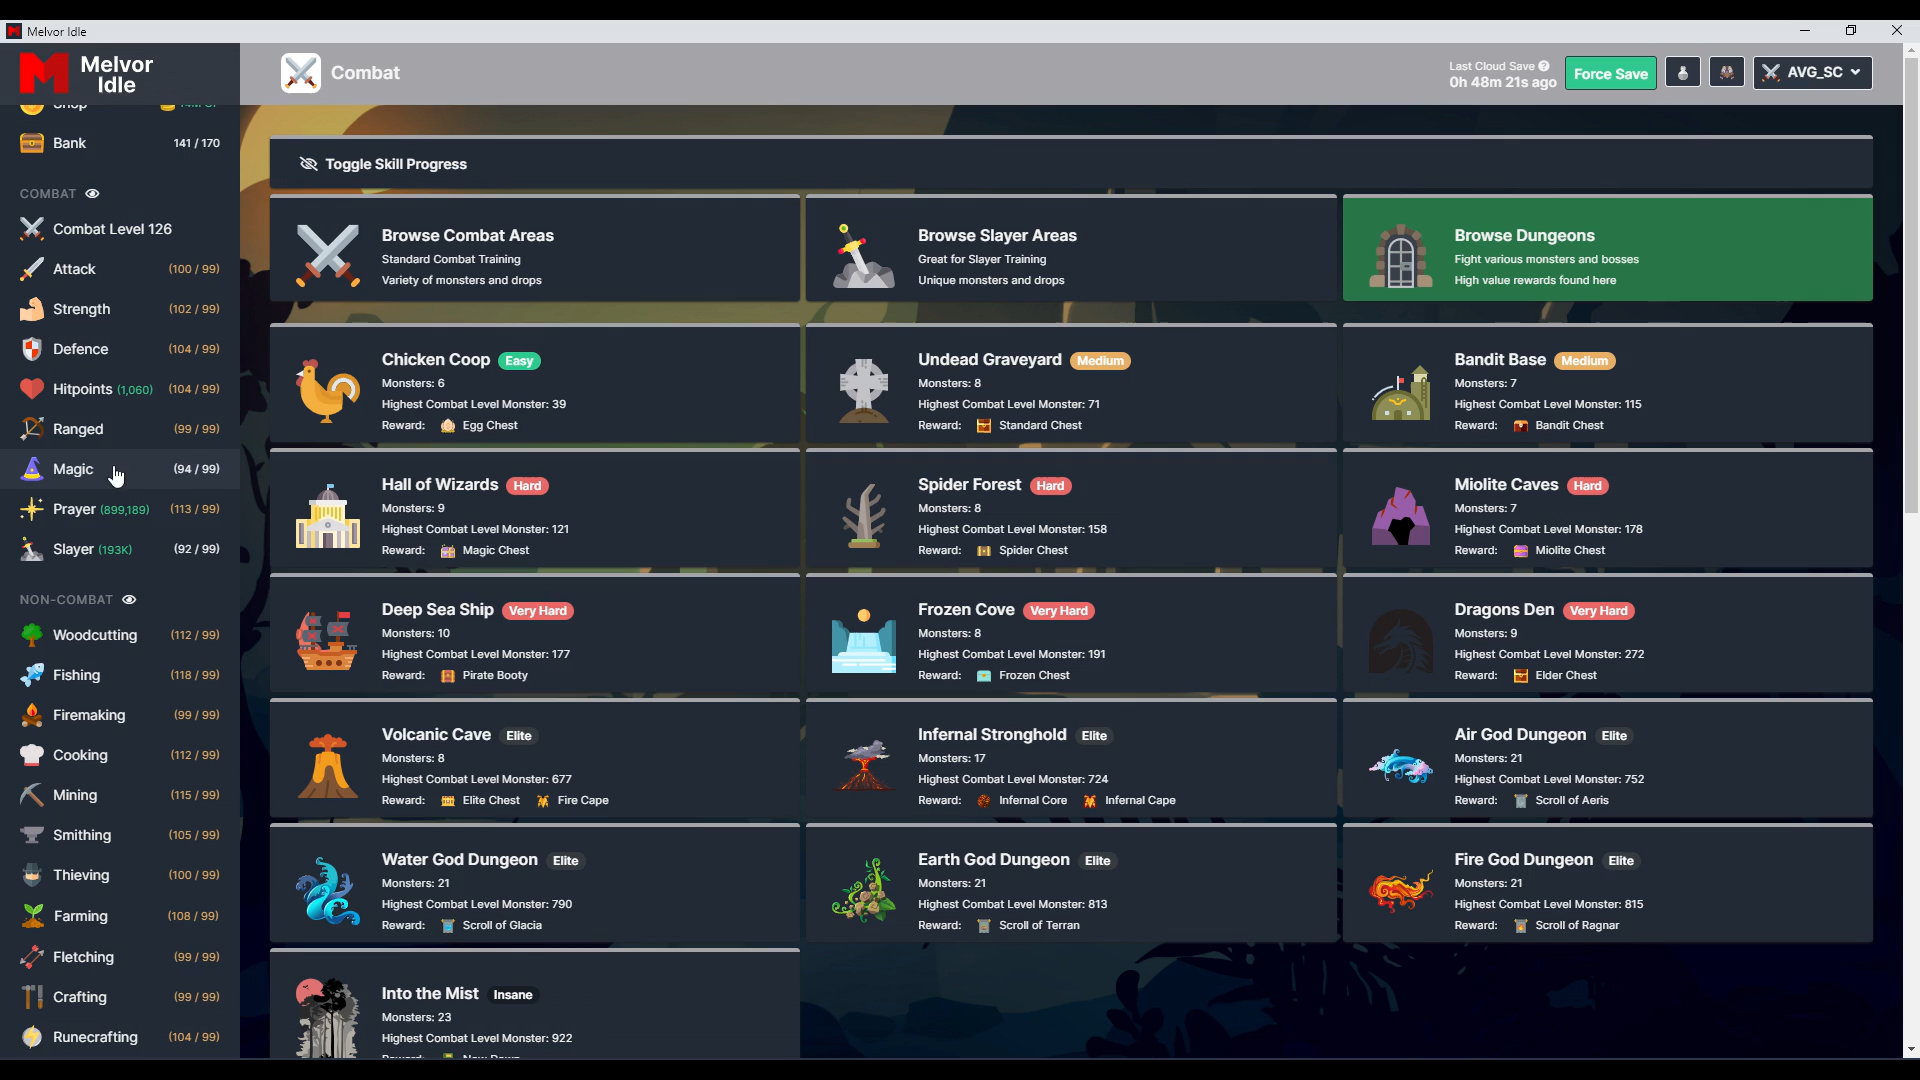 Melvor Idle
Melvor
Idle
Combat
Last Cloud Save ?
0h 48m 21s ago
Force Save
AVG_SC
Shop
Bank 141 / 170
COMBAT
Combat Level 126
Attack (100 / 99)
Strength (102 / 99)
Defence (104 / 99)
Hitpoints (1,060) (104 / 99)
Ranged (99 / 99)
Magic (94 / 99)
Prayer (899,189) (113 / 99)
Slayer (193K) (92 / 99)
NON-COMBAT
Woodcutting (112 / 99)
Fishing (118 / 99)
Firemaking (99 / 99)
Cooking (112 / 99)
Mining (115 / 99)
Smithing (105 / 99)
Thieving (100 / 99)
Farming (108 / 99)
Fletching (99 / 99)
Crafting (99 / 99)
Runecrafting (104 / 99)
Toggle Skill Progress
Browse Combat Areas
Standard Combat Training
Variety of monsters and drops
Browse Slayer Areas
Great for Slayer Training
Unique monsters and drops
Browse Dungeons
Fight various monsters and bosses
High value rewards found here
Chicken Coop Easy
Monsters: 6
Highest Combat Level Monster: 39
Reward: Egg Chest
Undead Graveyard Medium
Monsters: 8
Highest Combat Level Monster: 71
Reward: Standard Chest
Bandit Base Medium
Monsters: 7
Highest Combat Level Monster: 115
Reward: Bandit Chest
Hall of Wizards Hard
Monsters: 9
Highest Combat Level Monster: 121
Reward: Magic Chest
Spider Forest Hard
Monsters: 8
Highest Combat Level Monster: 158
Reward: Spider Chest
Miolite Caves Hard
Monsters: 7
Highest Combat Level Monster: 178
Reward: Miolite Chest
Deep Sea Ship Very Hard
Monsters: 10
Highest Combat Level Monster: 177
Reward: Pirate Booty
Frozen Cove Very Hard
Monsters: 8
Highest Combat Level Monster: 191
Reward: Frozen Chest
Dragons Den Very Hard
Monsters: 9
Highest Combat Level Monster: 272
Reward: Elder Chest
Volcanic Cave Elite
Monsters: 8
Highest Combat Level Monster: 677
Reward: Elite Chest Fire Cape
Infernal Stronghold Elite
Monsters: 17
Highest Combat Level Monster: 724
Reward: Infernal Core Infernal Cape
Air God Dungeon Elite
Monsters: 21
Highest Combat Level Monster: 752
Reward: Scroll of Aeris
Water God Dungeon Elite
Monsters: 21
Highest Combat Level Monster: 790
Reward: Scroll of Glacia
Earth God Dungeon Elite
Monsters: 21
Highest Combat Level Monster: 813
Reward: Scroll of Terran
Fire God Dungeon Elite
Monsters: 21
Highest Combat Level Monster: 815
Reward: Scroll of Ragnar
Into the Mist Insane
Monsters: 23
Highest Combat Level Monster: 922